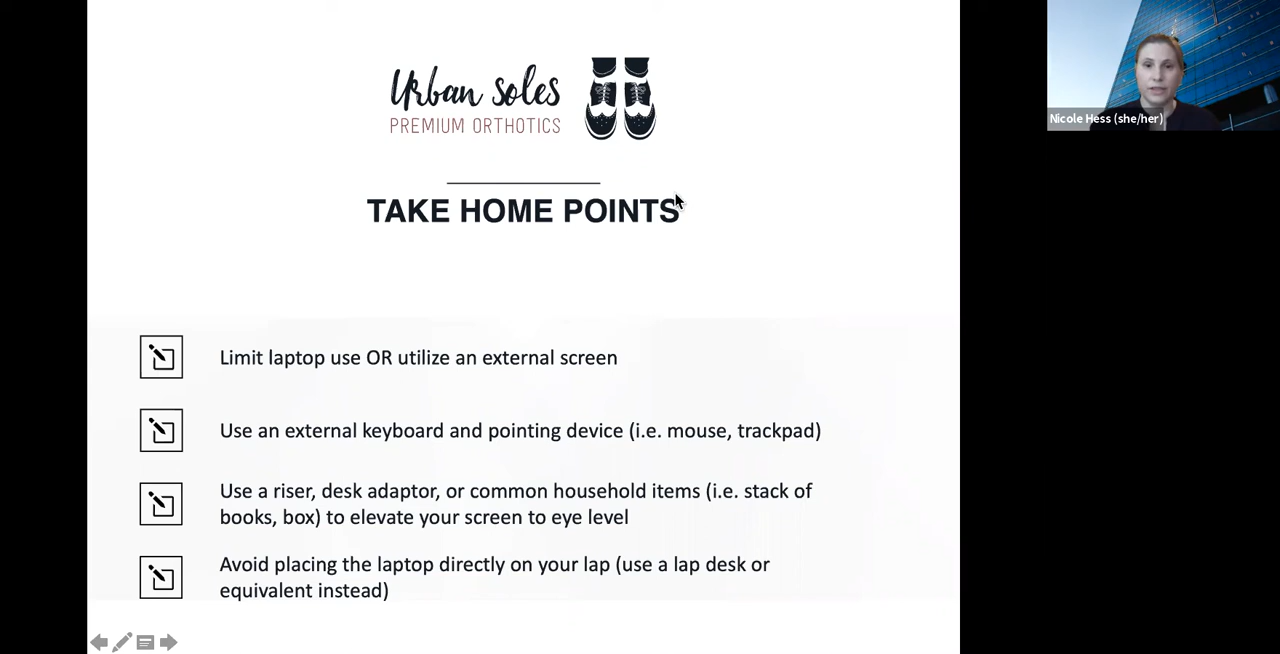 Urban soles
PREMIUM ORTHOTICS
Nicole Hess (she/her)
TAKE HOME POINTS
Limit laptop use OR utilize an external screen
Use an external keyboard and pointing device (i.e. mouse, trackpad)
Use a riser, desk adaptor, or common household items (i.e. stack of
books, box) to elevate your screen to eye level
Avoid placing the laptop directly on your lap (use a lap desk or
equivalent instead)